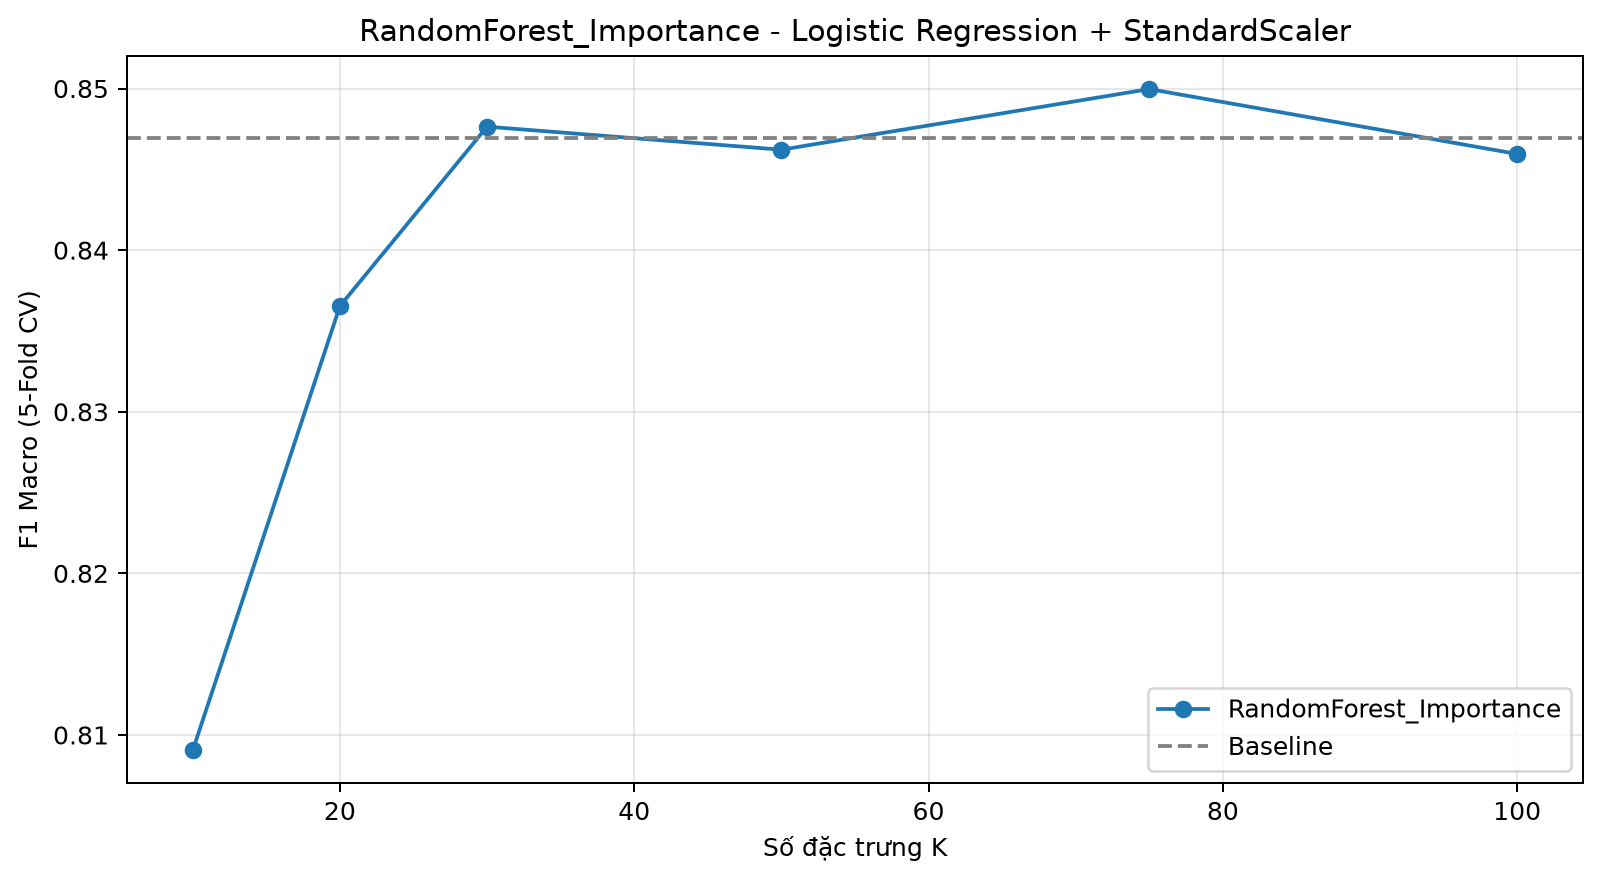 RandomForest_Importance - Logistic Regression + StandardScaler
F1 Macro (5-Fold CV)
0.85
0.84
0.83
0.82
0.81
20
40
60
80
100
Số đặc trưng K
RandomForest_Importance
Baseline